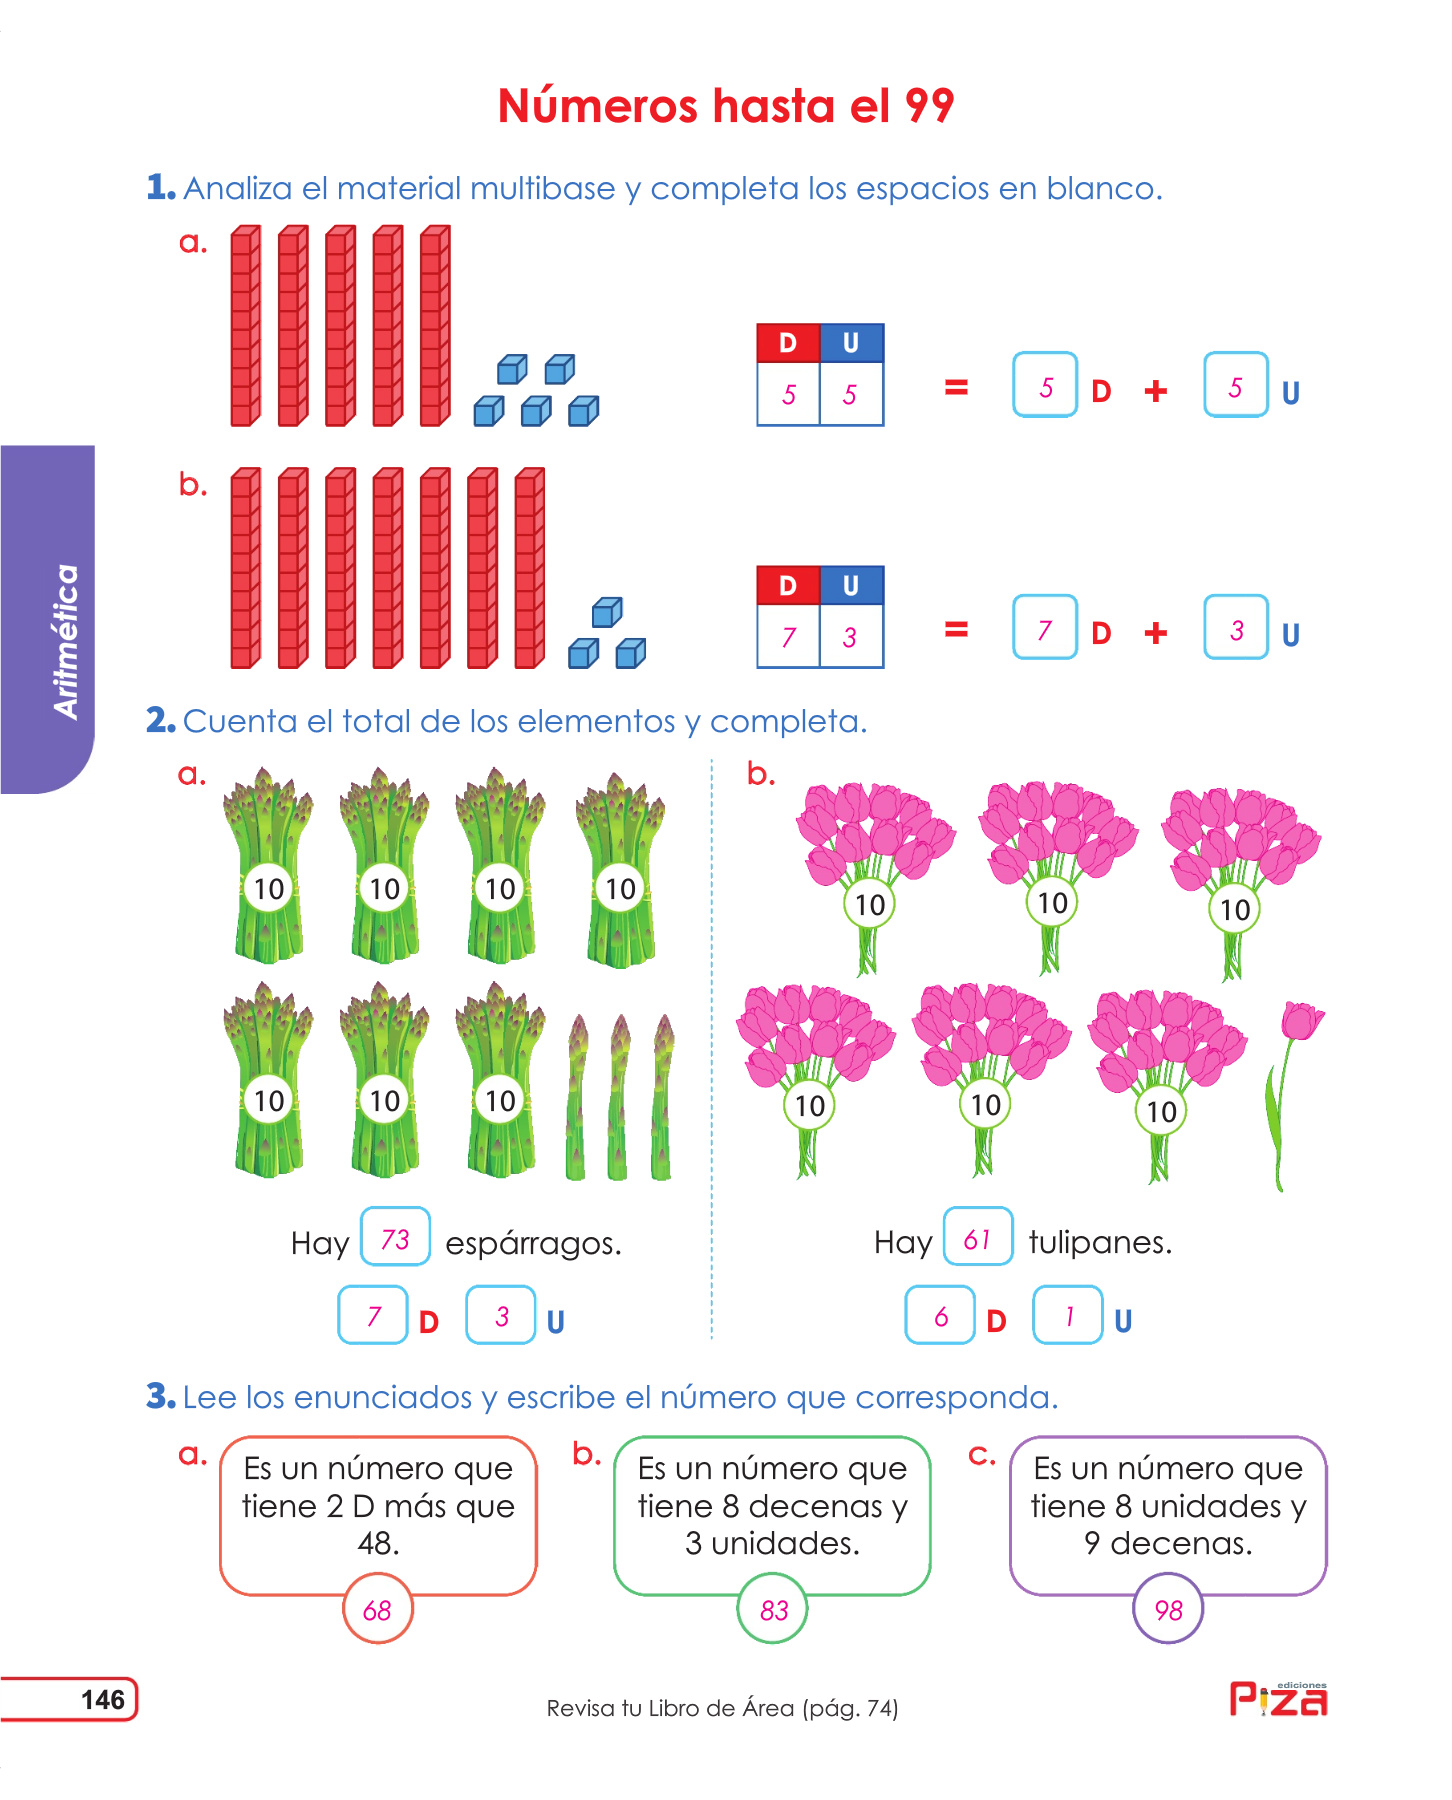 Números hasta el 99
1. Analiza el material multibase y completa los espacios en blanco.
a.
D U
5 5 = 5 D + 5 U
b.
D U
7 3 = 7 D + 3 U
Aritmética
2. Cuenta el total de los elementos y completa.
a.
10 10 10 10
10 10 10
Hay 73 espárragos.
7 D 3 U
b.
10 10 10
10 10 10
Hay 61 tulipanes.
6 D 1 U
3. Lee los enunciados y escribe el número que corresponda.
a.
Es un número que
tiene 2 D más que
48.
68
b.
Es un número que
tiene 8 decenas y
3 unidades.
83
c.
Es un número que
tiene 8 unidades y
9 decenas.
98
146
Revisa tu Libro de Área (pág. 74)
ediciones
Piza